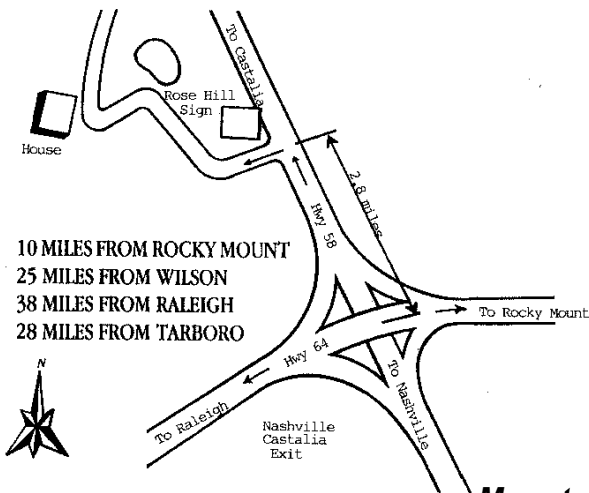 To Castalia
Rose Hill
Sign
House
2.8 miles
Hwy 58
10 MILES FROM ROCKY MOUNT
25 MILES FROM WILSON
38 MILES FROM RALEIGH
28 MILES FROM TARBORO
To Rocky Mount
Hwy 64
N
To Nashville
To Raleigh
Nashville
Castalia
Exit